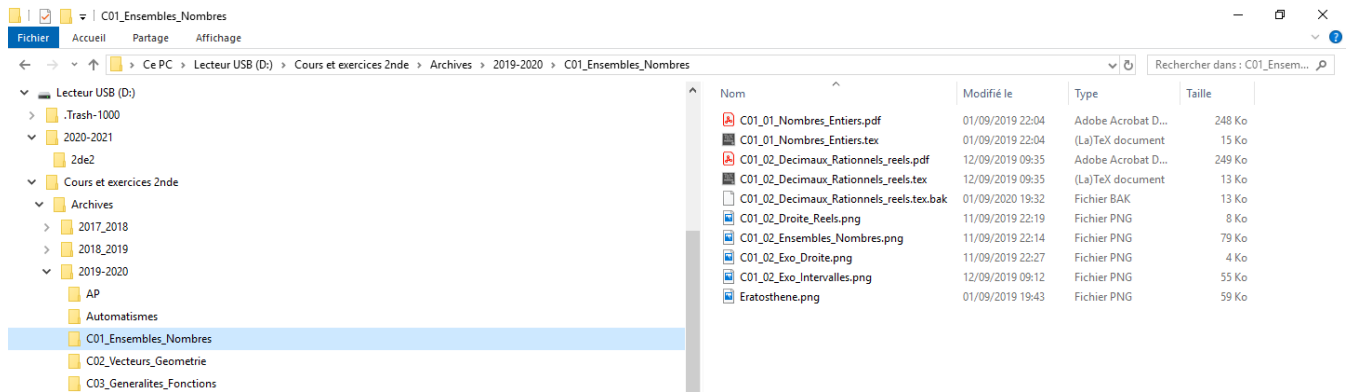 C01_Ensembles_Nombres
Fichier Accueil Partage Affichage
Ce PC > Lecteur USB (D:) > Cours et exercices 2nde > Archives > 2019-2020 > C01_Ensembles_Nombres
Rechercher dans : C01_Ensem...
Lecteur USB (D:)
.Trash-1000
2020-2021
2de2
Cours et exercices 2nde
Archives
2017_2018
2018_2019
2019-2020
AP
Automatismes
C01_Ensembles_Nombres
C02_Vecteurs_Geometrie
C03_Generalites_Fonctions
Nom Modifié le Type Taille
C01_01_Nombres_Entiers.pdf 01/09/2019 22:04 Adobe Acrobat D... 248 Ko
C01_01_Nombres_Entiers.tex 01/09/2019 22:04 (La)TeX document 15 Ko
C01_02_Decimaux_Rationnels_reels.pdf 12/09/2019 09:35 Adobe Acrobat D... 249 Ko
C01_02_Decimaux_Rationnels_reels.tex 12/09/2019 09:35 (La)TeX document 13 Ko
C01_02_Decimaux_Rationnels_reels.tex.bak 01/09/2020 19:32 Fichier BAK 13 Ko
C01_02_Droite_Reels.png 11/09/2019 22:19 Fichier PNG 8 Ko
C01_02_Ensembles_Nombres.png 11/09/2019 22:14 Fichier PNG 79 Ko
C01_02_Exo_Droite.png 11/09/2019 22:27 Fichier PNG 4 Ko
C01_02_Exo_Intervalles.png 12/09/2019 09:12 Fichier PNG 55 Ko
Eratosthene.png 01/09/2019 19:43 Fichier PNG 59 Ko